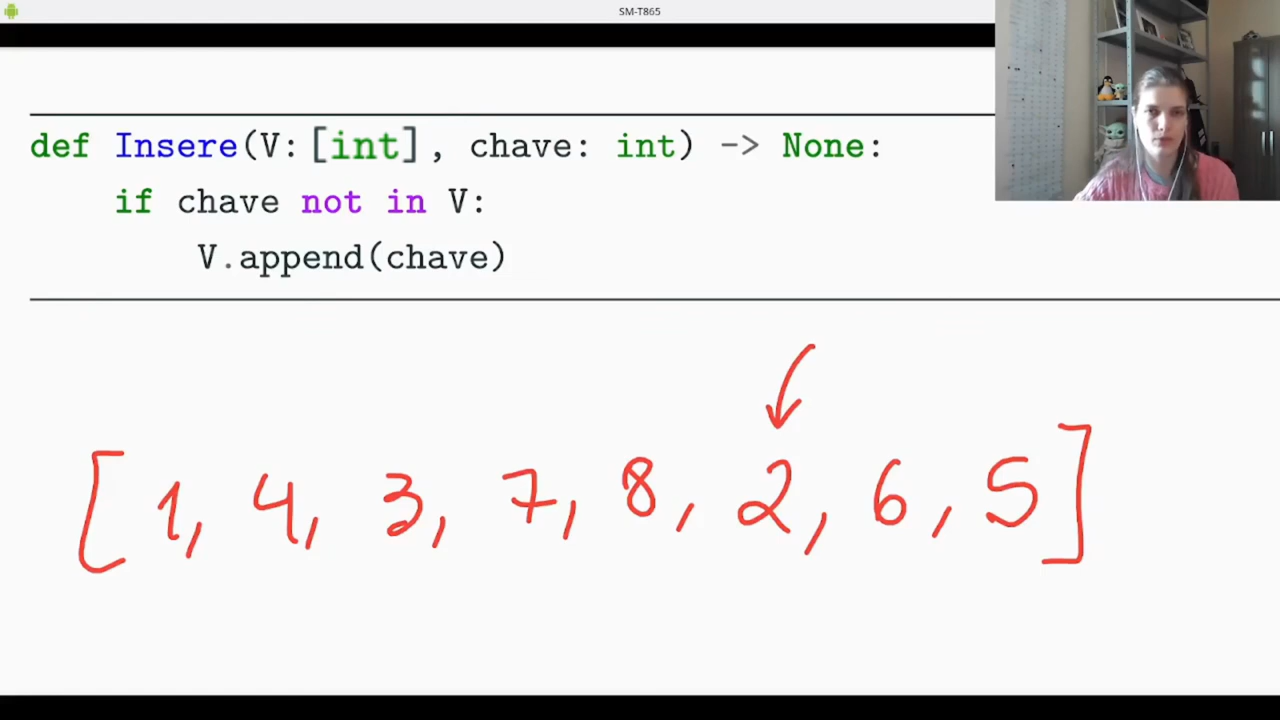 SM-T865
def Insere(V: [int], chave: int) -> None:
if chave not in V:
V.append(chave)
[1, 4, 3, 7, 8, 2, 6, 5]